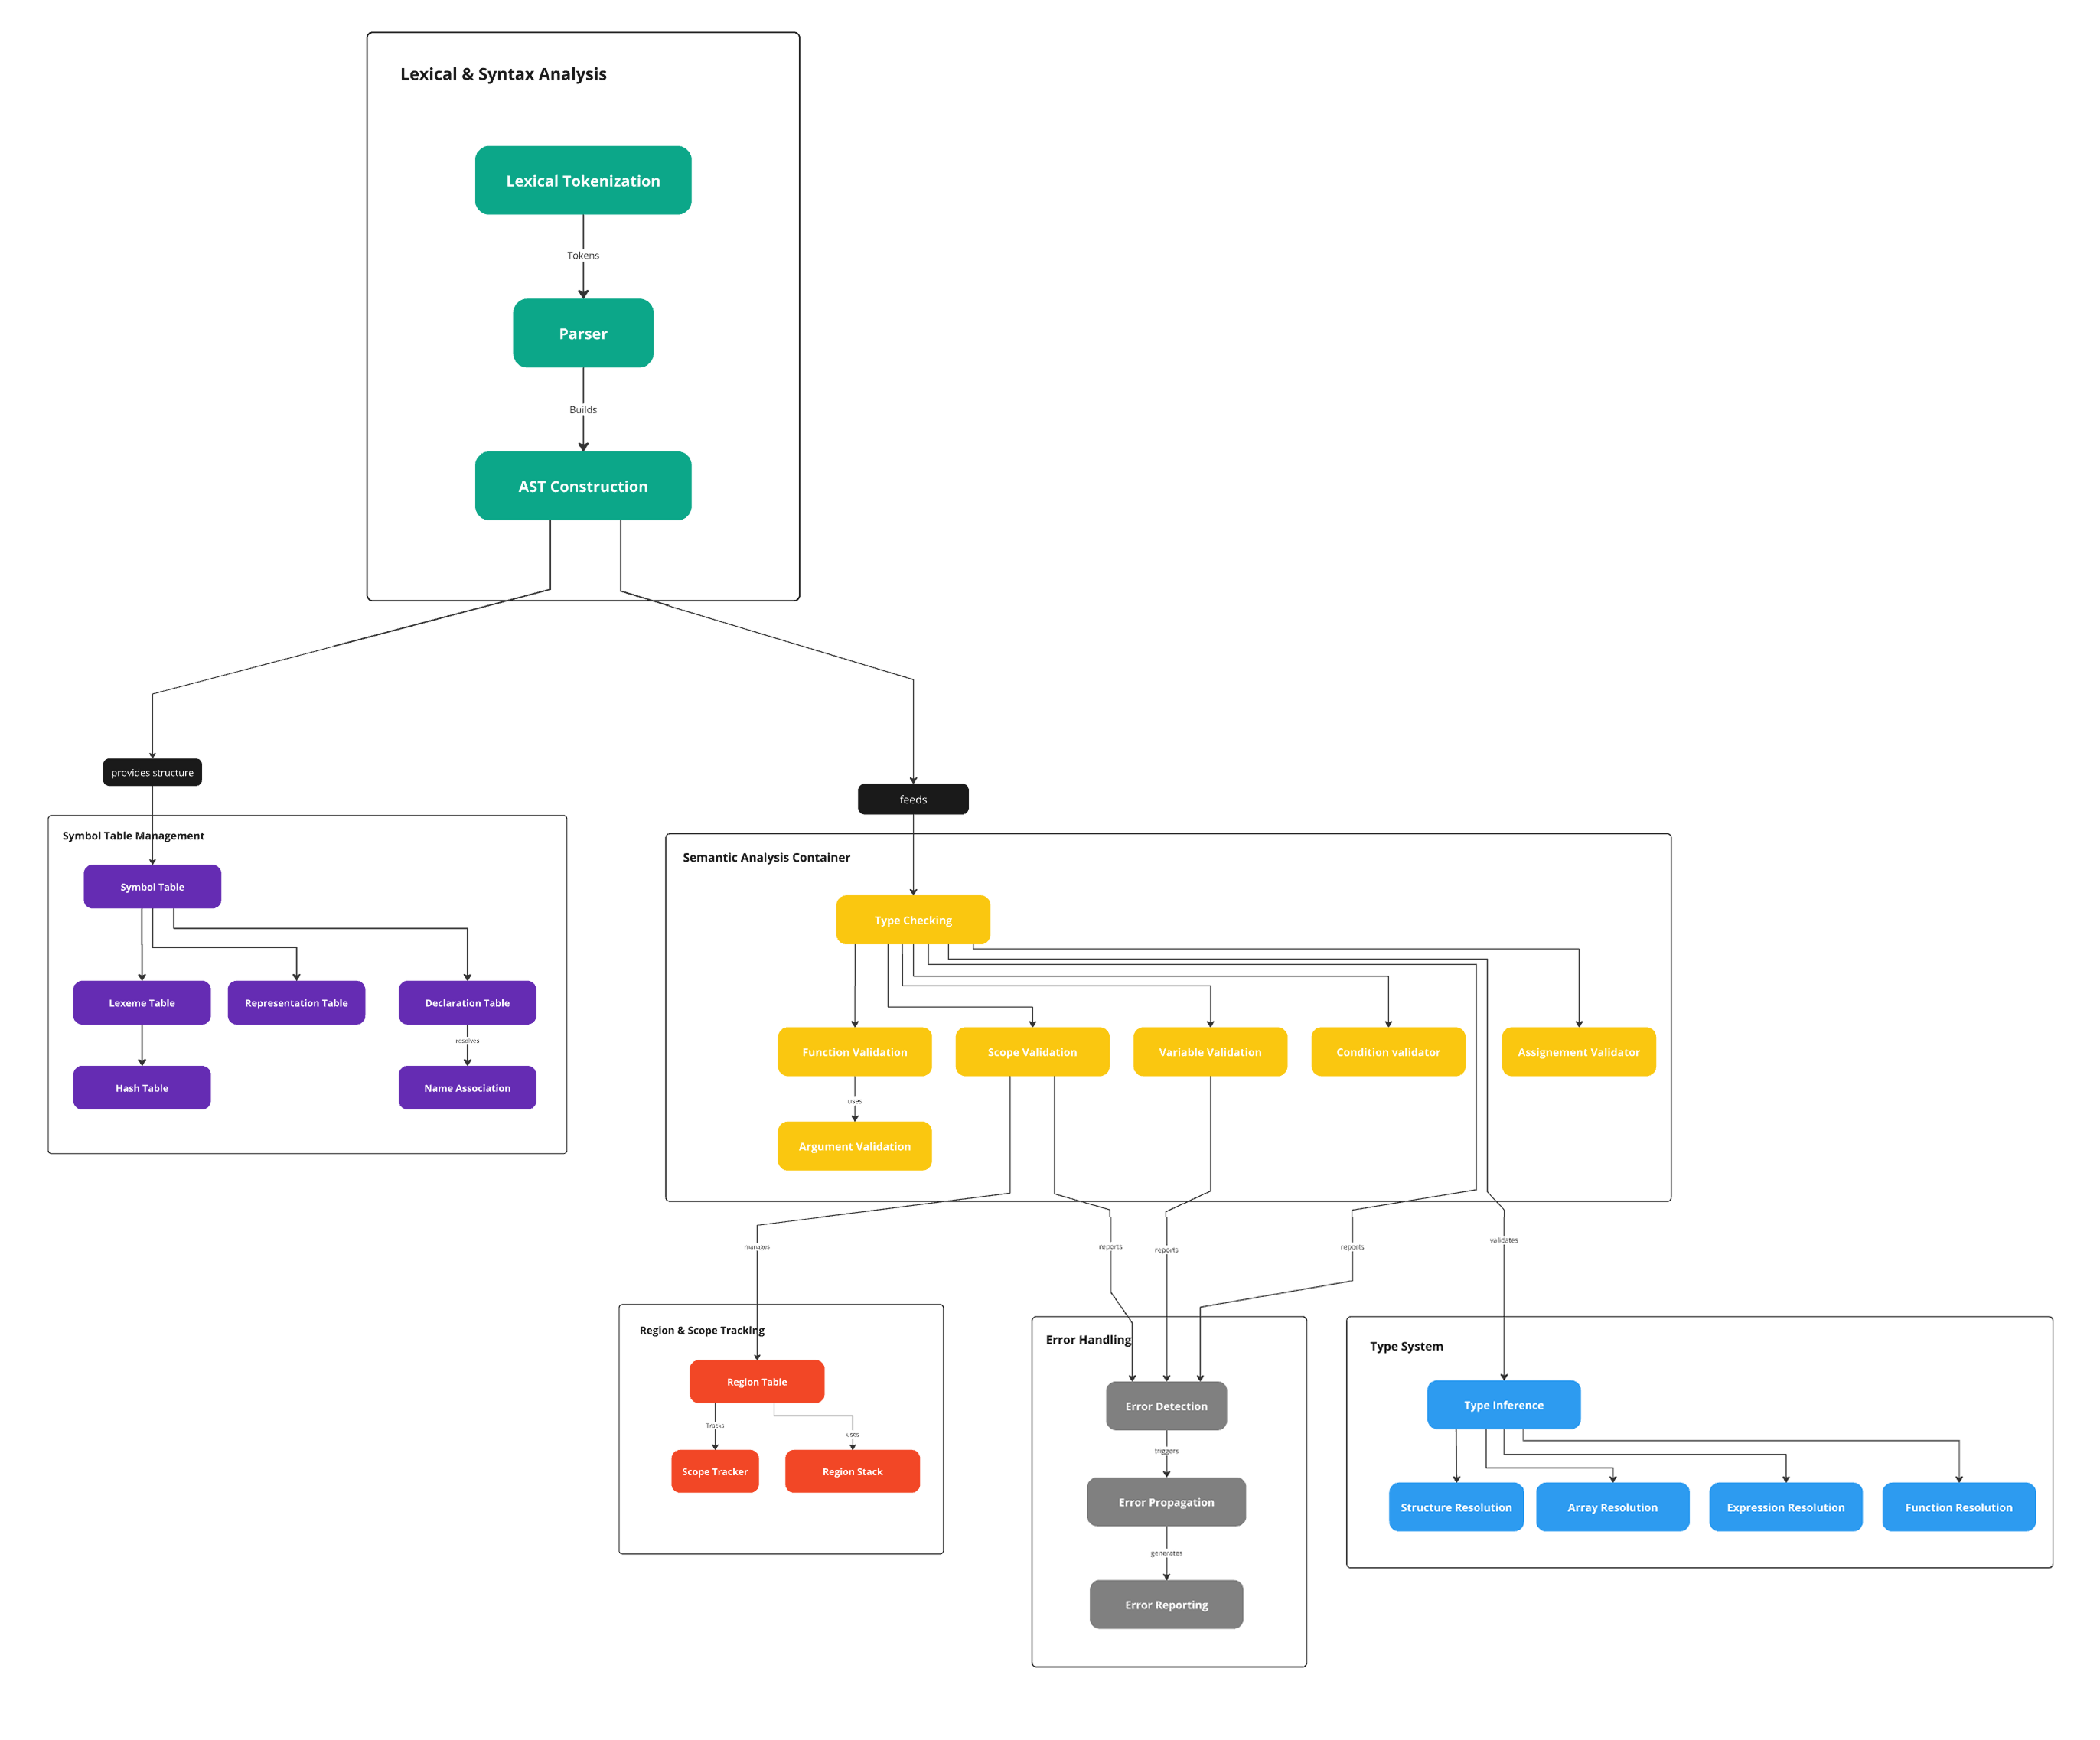 Lexical & Syntax Analysis
Lexical Tokenization
Tokens
Parser
Builds
AST Construction
provides structure
feeds
Symbol Table Management
Symbol Table
Lexeme Table
Representation Table
Declaration Table
resolves
Hash Table
Name Association
Semantic Analysis Container
Type Checking
Function Validation
Scope Validation
Variable Validation
Condition validator
Assignement Validator
uses
Argument Validation
manages
reports
reports
reports
validates
Region & Scope Tracking
Region Table
Tracks
uses
Scope Tracker
Region Stack
Error Handling
Error Detection
triggers
Error Propagation
generates
Error Reporting
Type System
Type Inference
Structure Resolution
Array Resolution
Expression Resolution
Function Resolution